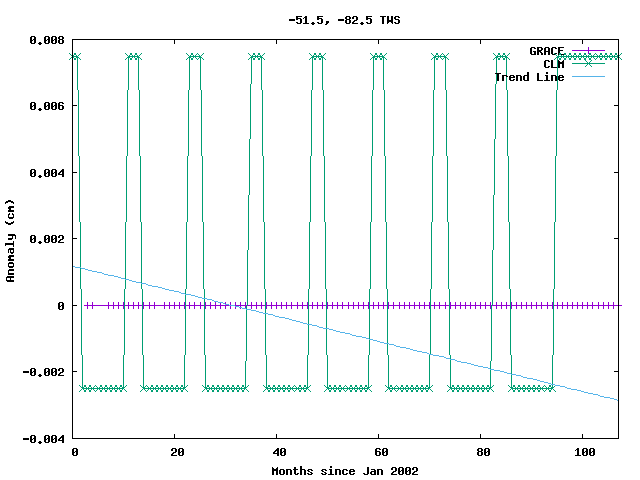 -51.5, -82.5 TWS
GRACE
CLM
Trend Line
0.008
0.006
0.004
0.002
0
-0.002
-0.004
Anomaly (cm)
0 20 40 60 80 100
Months since Jan 2002